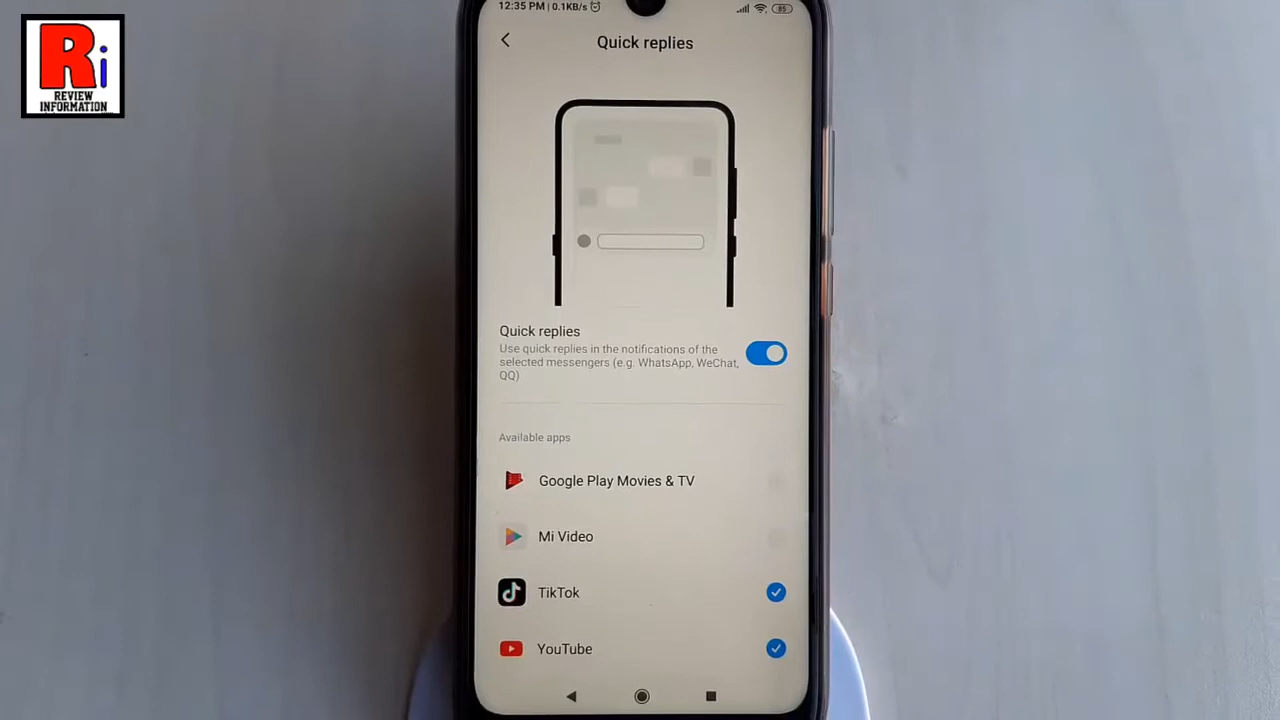 Ri
REVIEW
INFORMATION
12:35 PM | 0.1KB/s
85
Quick replies
Quick replies
Use quick replies in the notifications of the
selected messengers (e.g. WhatsApp, WeChat,
QQ)
Available apps
Google Play Movies & TV
Mi Video
TikTok
YouTube